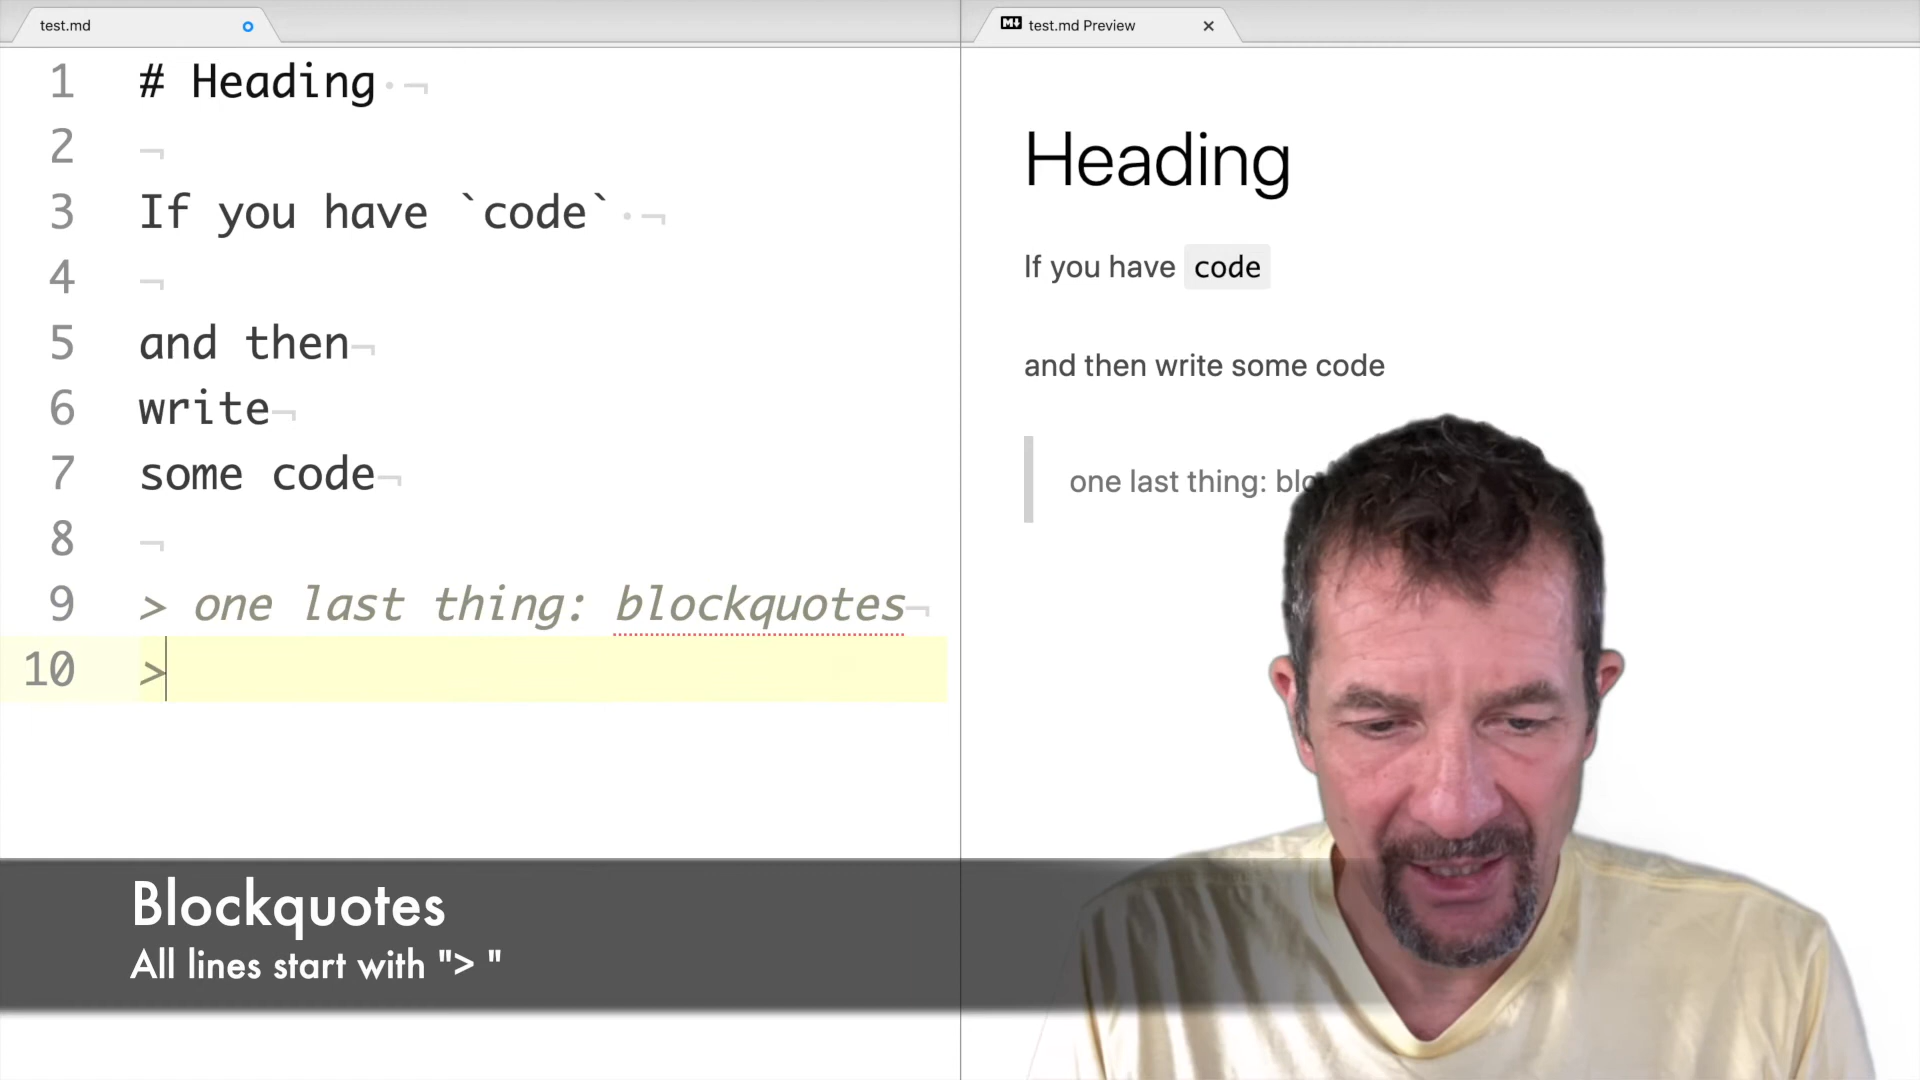 test.md
test.md Preview
1 # Heading
2
3 If you have `code`
4
5 and then
6 write
7 some code
8
9 > one last thing: blockquotes
10 >
Heading
If you have code
and then write some code
one last thing:
Blockquotes
All lines start with "> "